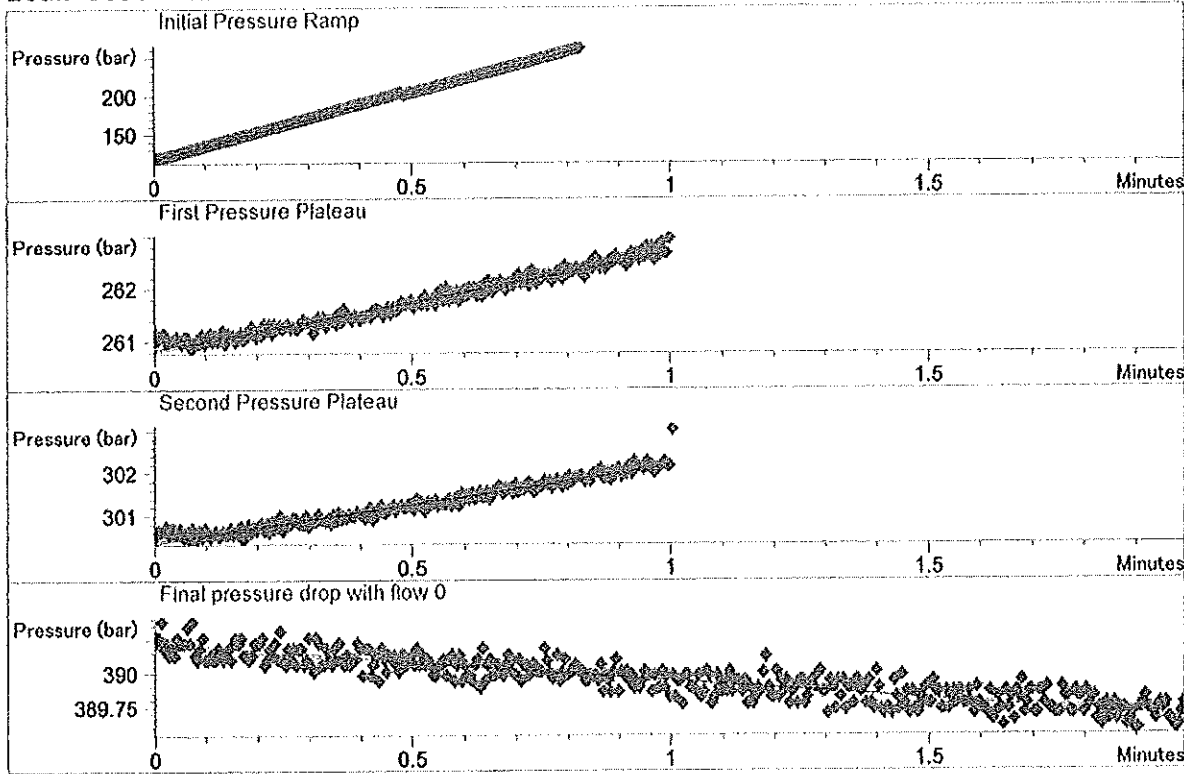 Initial Pressure Ramp
Pressure (bar)
200
150
0 0.5 1 1.5 Minutes
First Pressure Plateau
Pressure (bar)
262
261
0 0.5 1 1.5 Minutes
Second Pressure Plateau
Pressure (bar)
302
301
0 0.5 1 1.5 Minutes
Final pressure drop with flow 0
Pressure (bar)
390
389.75
0 0.5 1 1.5 Minutes